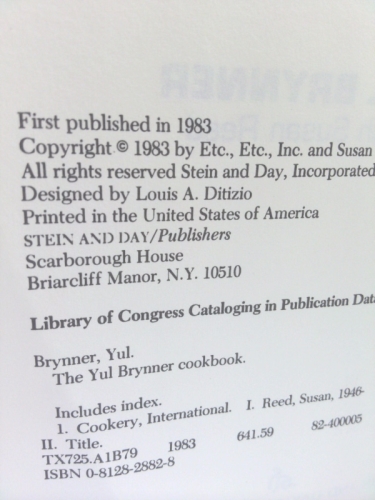 BRYNNER
First published in 1983
Copyright © 1983 by Etc., Etc., Inc. and Susan
All rights reserved Stein and Day, Incorporated
Designed by Louis A. Ditizio
Printed in the United States of America
STEIN AND DAY/Publishers
Scarborough House
Briarcliff Manor, N.Y. 10510
Library of Congress Cataloging in Publication Data
Brynner, Yul.
The Yul Brynner cookbook.
Includes index.
1. Cookery, International. I. Reed, Susan, 1946-
II. Title.
TX725.A1B79 1983 641.59 82-400005
ISBN 0-8128-2882-8